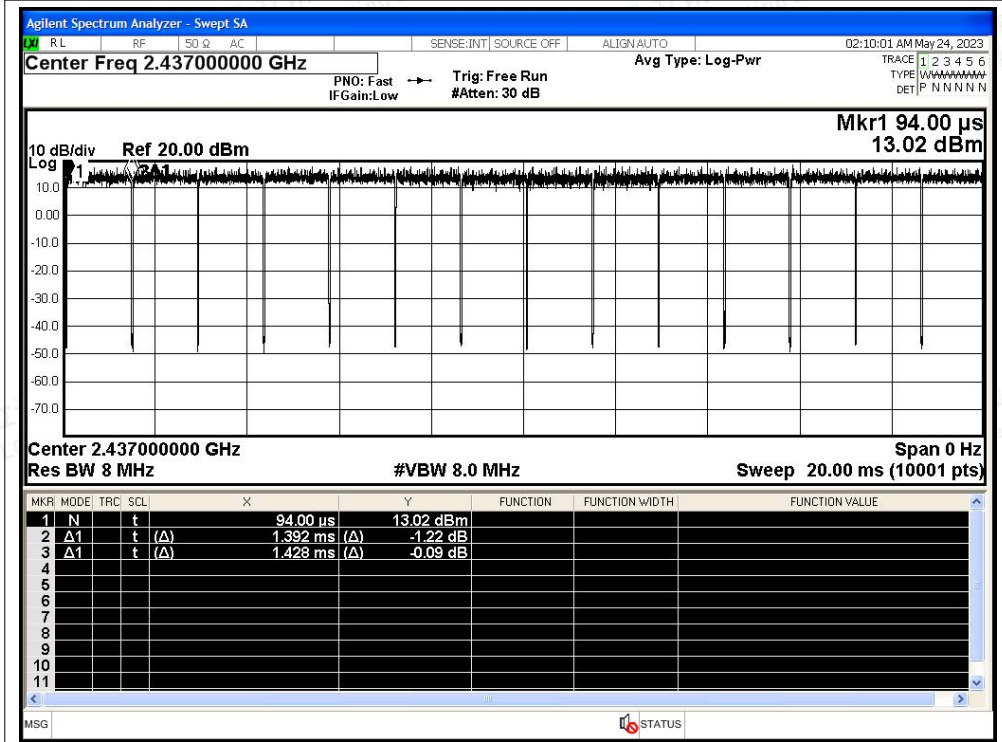 Agilent Spectrum Analyzer - Swept SA
LXI RL RF 50 Ω AC SENSE:INT SOURCE OFF ALIGN AUTO 02:10:01 AM May 24, 2023
Center Freq 2.437000000 GHz
PNO: Fast
IFGain:Low
Trig: Free Run
#Atten: 30 dB
Avg Type: Log-Pwr
TRACE 1 2 3 4 5 6
TYPE WWWWWW
DET P N N N N N
Mkr1 94.00 µs
13.02 dBm
10 dB/div Ref 20.00 dBm
Log
1
3Δ1
10.0
0.00
-10.0
-20.0
-30.0
-40.0
-50.0
-60.0
-70.0
Center 2.437000000 GHz Span 0 Hz
Res BW 8 MHz #VBW 8.0 MHz Sweep 20.00 ms (10001 pts)
MKR MODE TRC SCL X Y FUNCTION FUNCTION WIDTH FUNCTION VALUE
1 N t 94.00 µs 13.02 dBm
2 Δ1 t (Δ) 1.392 ms (Δ) -1.22 dB
3 Δ1 t (Δ) 1.428 ms (Δ) -0.09 dB
4
5
6
7
8
9
10
11
MSG STATUS